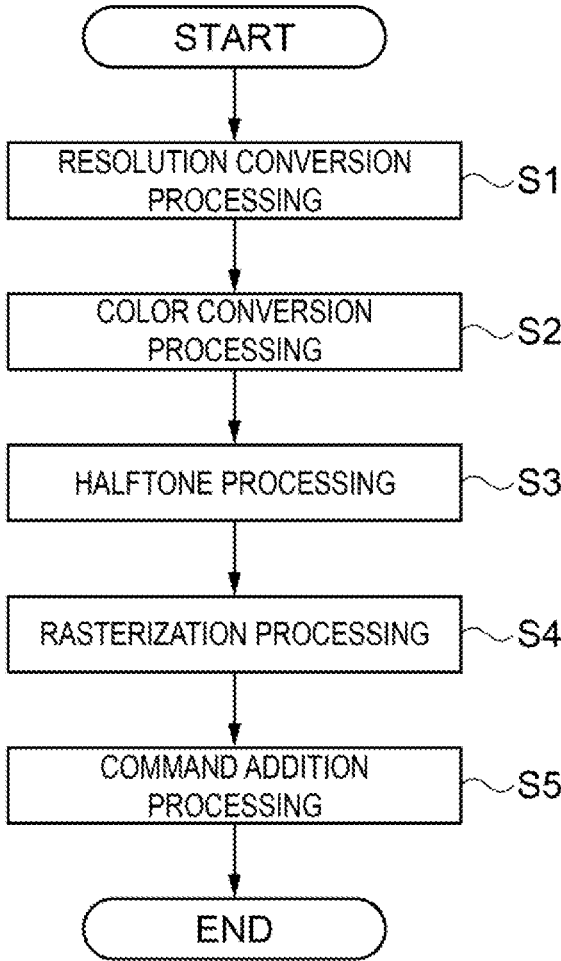 START
RESOLUTION CONVERSION
PROCESSING
S1
COLOR CONVERSION
PROCESSING
S2
HALFTONE PROCESSING
S3
RASTERIZATION PROCESSING
S4
COMMAND ADDITION
PROCESSING
S5
END